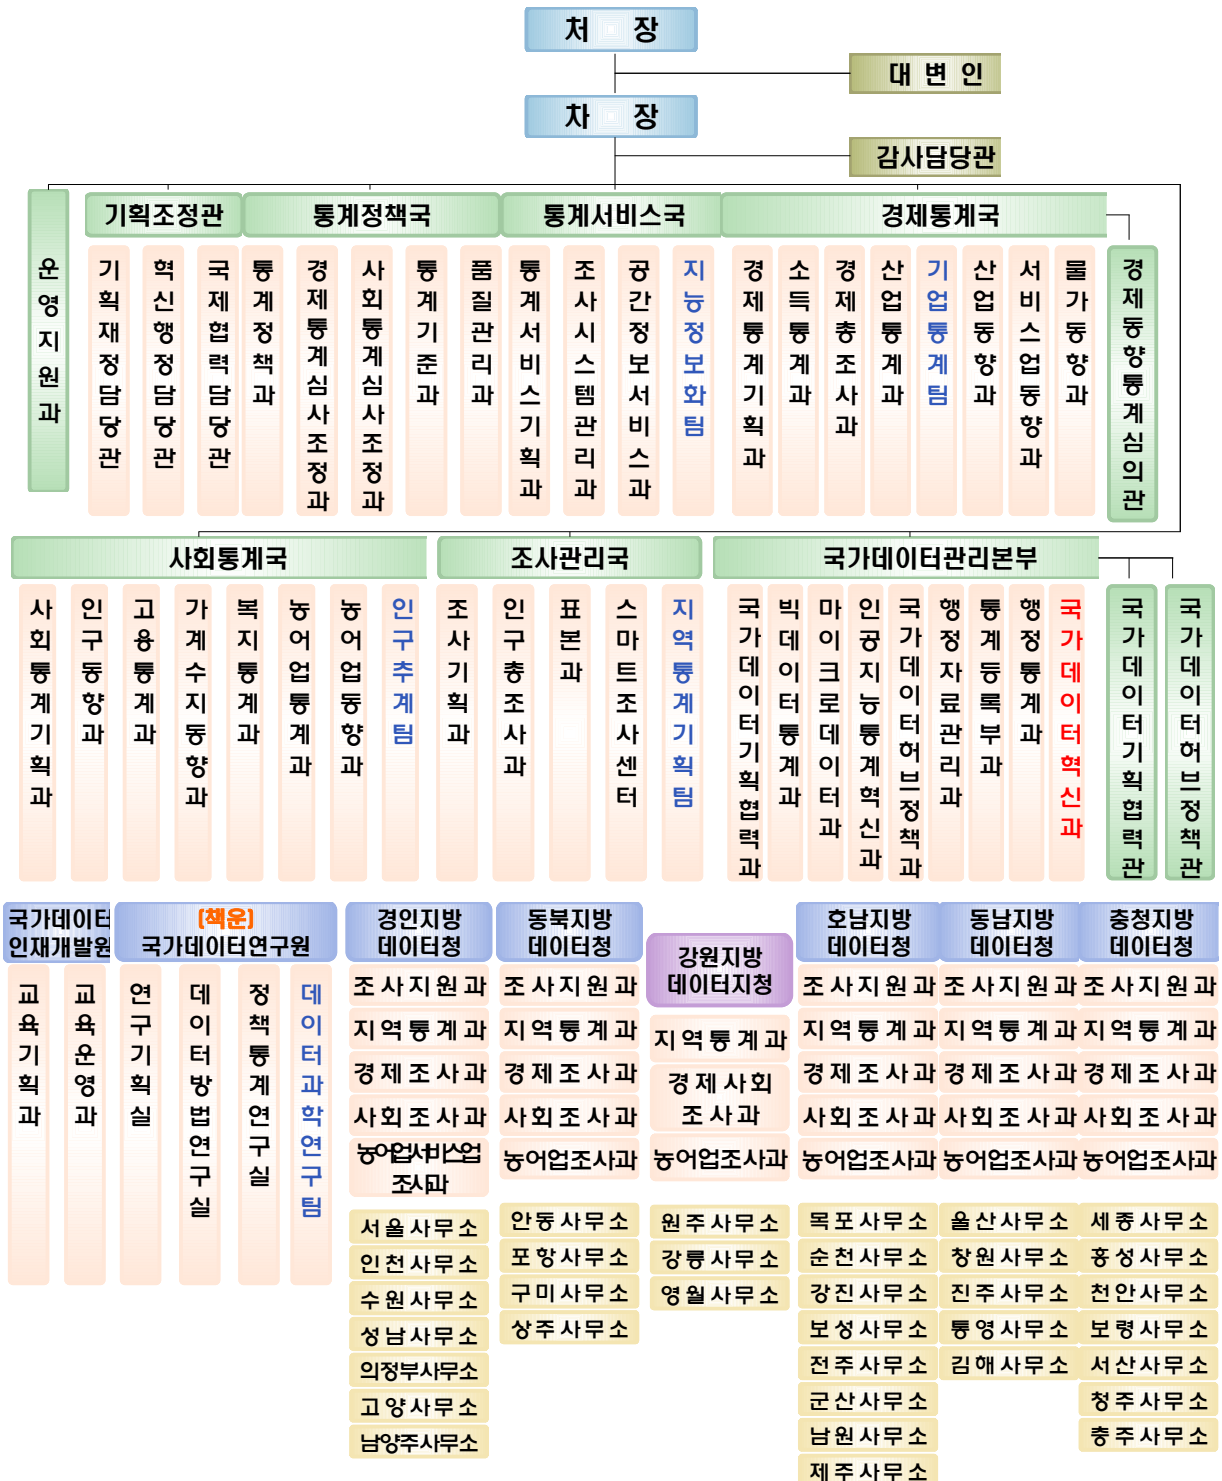 처 장
대 변 인
차 장
감사담당관
운영지원과
기획조정관
통계정책국
통계서비스국
경제통계국
기획재정담당관
혁신행정담당관
국제협력담당관
통계정책과
경제통계심사조정과
사회통계심사조정과
통계기준과
품질관리과
통계서비스기획과
조사시스템관리과
공간정보서비스과
지능정보화팀
경제통계기획과
소득통계과
경제총조사과
산업통계과
기업통계팀
산업동향과
서비스업동향과
물가동향과
경제동향통계심의관
사회통계국
조사관리국
국가데이터관리본부
사회통계기획과
인구동향과
고용통계과
가계수지동향과
복지통계과
농어업통계과
농어업동향과
인구추계팀
조사기획과
인구총조사과
표본과
스마트조사센터
지역통계기획팀
국가데이터기획협력과
빅데이터통계과
마이크로데이터과
인공지능통계혁신과
국가데이터허브정책과
행정자료관리과
통계등록부과
행정통계과
국가데이터혁신과
국가데이터기획협력관
국가데이터허브정책관
국가데이터
인재개발원
교육기획과
교육운영과
(책운)
국가데이터연구원
연구기획실
데이터방법연구실
정책통계연구실
데이터과학연구팀
경인지방
데이터청
조사지원과
지역통계과
경제조사과
사회조사과
농어업서비스업
조사과
서울사무소
인천사무소
수원사무소
성남사무소
의정부사무소
고양사무소
남양주사무소
동북지방
데이터청
조사지원과
지역통계과
경제조사과
사회조사과
농어업조사과
안동사무소
포항사무소
구미사무소
상주사무소
강원지방
데이터지청
지역통계과
경제사회
조사과
농어업조사과
원주사무소
강릉사무소
영월사무소
호남지방
데이터청
조사지원과
지역통계과
경제조사과
사회조사과
농어업조사과
목포사무소
순천사무소
강진사무소
보성사무소
전주사무소
군산사무소
남원사무소
제주사무소
동남지방
데이터청
조사지원과
지역통계과
경제조사과
사회조사과
농어업조사과
울산사무소
창원사무소
진주사무소
통영사무소
김해사무소
충청지방
데이터청
조사지원과
지역통계과
경제조사과
사회조사과
농어업조사과
세종사무소
홍성사무소
천안사무소
보령사무소
서산사무소
청주사무소
충주사무소